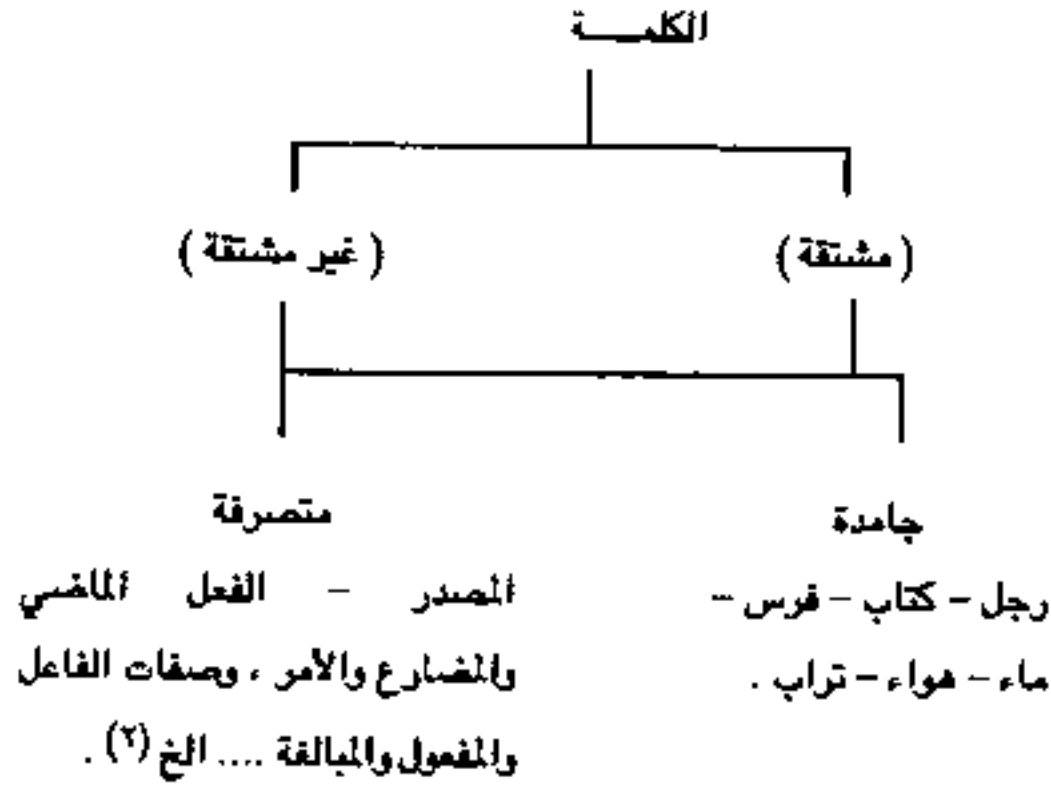 الكلمـــة
( مشتقة ) ( غير مشتقة )
جامدة
رجل – كتاب – فرس –
ماء – هواء – تراب .
متصرفة
المصدر – الفعل الماضي
والمضارع والأمر ، وصفات الفاعل
والمفعول والمبالغة .... الخ (٢) .